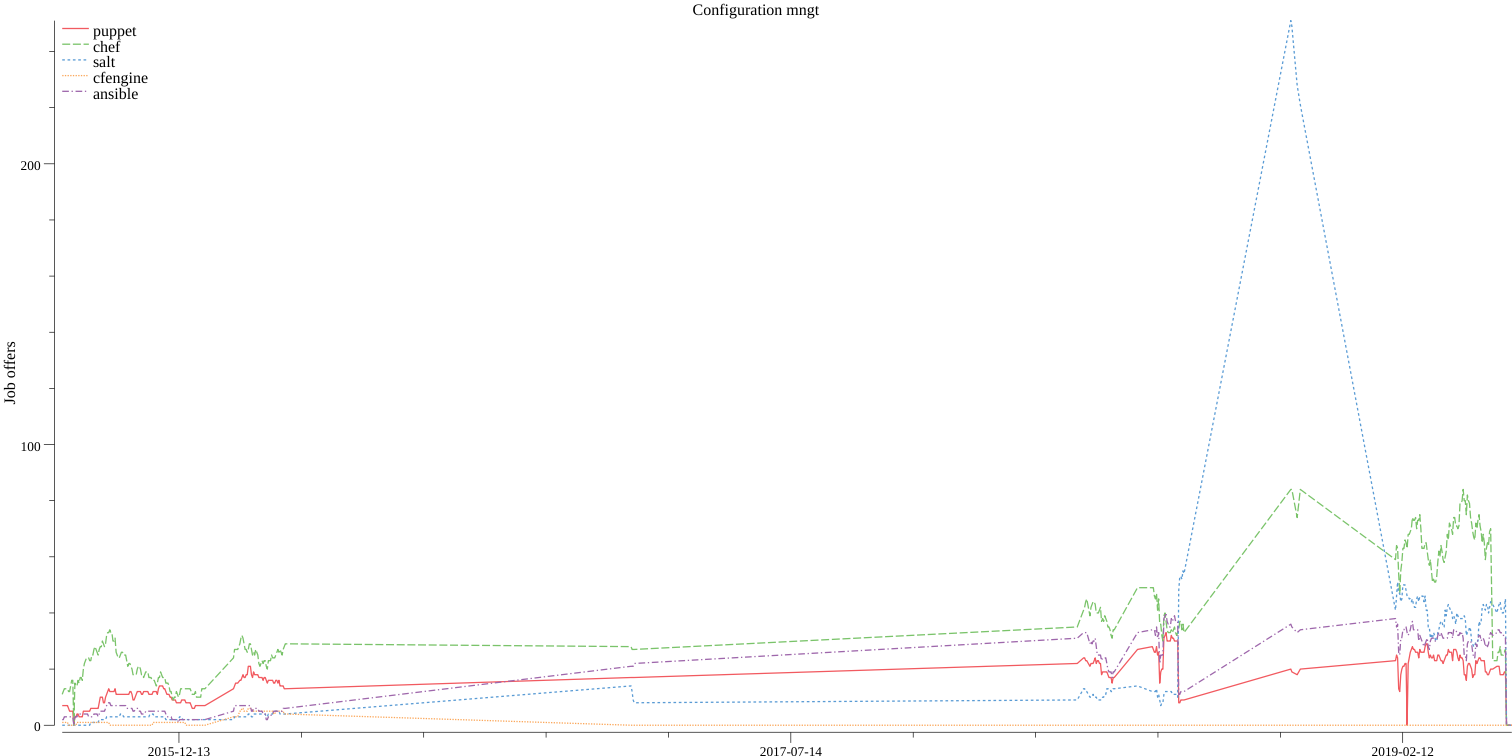 Configuration mngt
puppet
chef
salt
cfengine
ansible
Job offers
200
100
0
2015-12-13
2017-07-14
2019-02-12